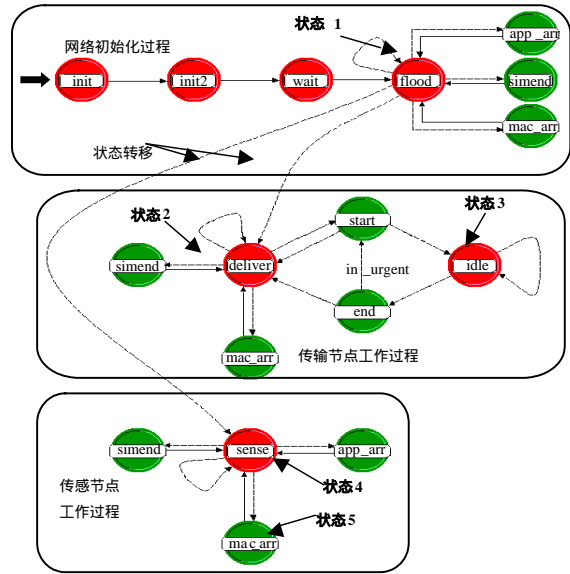 状态 1
app_arr
网络初始化过程
init
init2
wait
flood
simend
mac_arr
状态转移
状态2
start
状态3
simend
deliver
in_urgent
idle
end
mac_arr
传输节点工作过程
simend
sense
app_arr
传感节点
工作过程
状态4
状态5
mac_arr